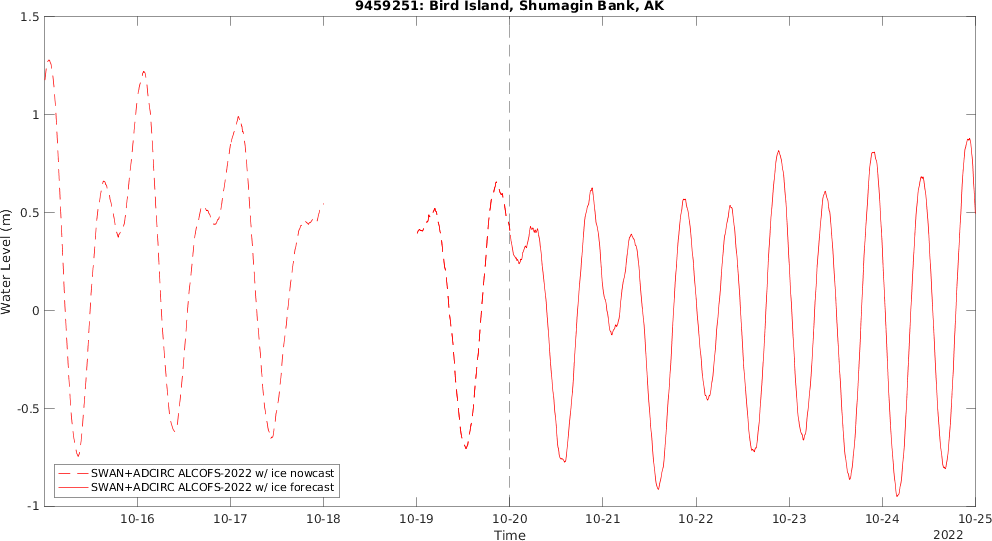 9459251: Bird Island, Shumagin Bank, AK
1.5
1
0.5
0
-0.5
-1
Water Level (m)
SWAN+ADCIRC ALCOFS-2022 w/ ice nowcast
SWAN+ADCIRC ALCOFS-2022 w/ ice forecast
10-16 10-17 10-18 10-19 10-20 10-21 10-22 10-23 10-24 10-25
Time
2022